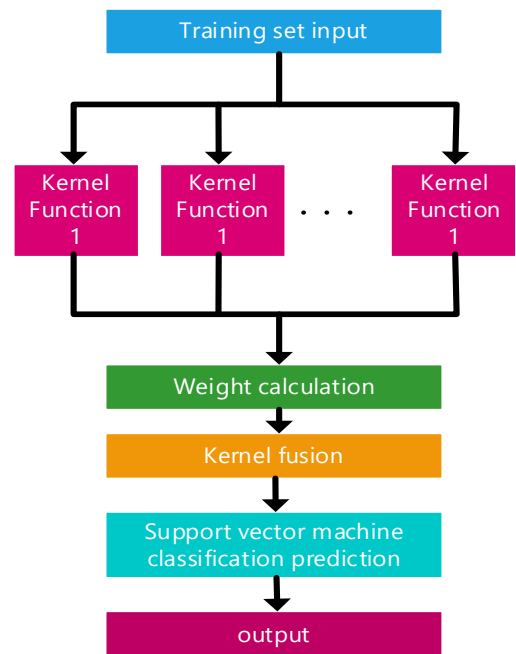 Training set input
Kernel
Function
1
Kernel
Function
1
. . .
Kernel
Function
1
Weight calculation
Kernel fusion
Support vector machine
classification prediction
output